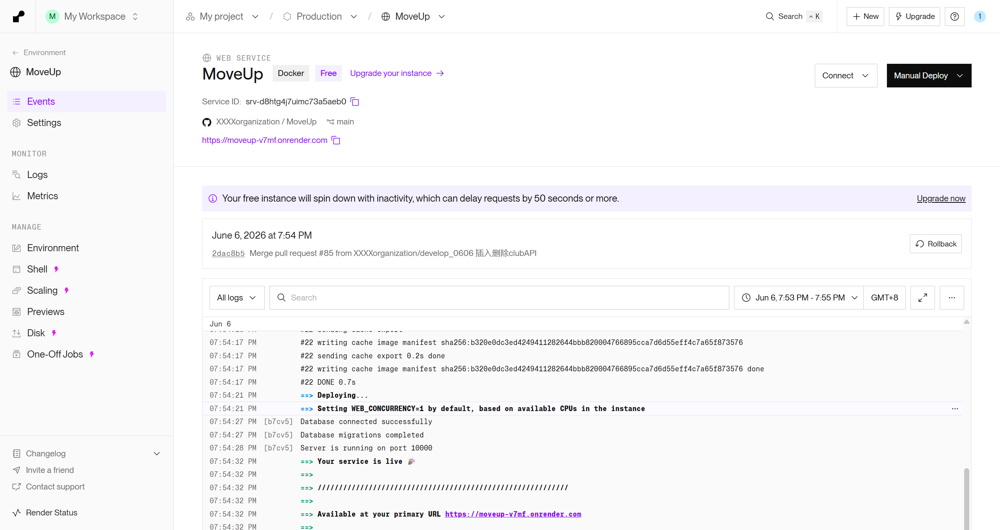 M My Workspace
My project / Production / MoveUp
Search ^ K
New
Upgrade
1
Environment
MoveUp
Events
Settings
MONITOR
Logs
Metrics
MANAGE
Environment
Shell
Scaling
Previews
Disk
One-Off Jobs
Changelog
Invite a friend
Contact support
Render Status
WEB SERVICE
MoveUp Docker Free Upgrade your instance
Connect
Manual Deploy
Service ID: srv-d8htg4j7uimc73a5aeb0
XXXXorganization / MoveUp main
https://moveup-v7mf.onrender.com
Your free instance will spin down with inactivity, which can delay requests by 50 seconds or more.
Upgrade now
June 6, 2026 at 7:54 PM
2dac8b5 Merge pull request #85 from XXXXorganization/develop_0606 插入删除clubAPI
Rollback
All logs
Search
Jun 6, 7:53 PM - 7:55 PM
GMT+8
Jun 6
07:54:17 PM #22 writing cache image manifest sha256:b320e0dc3ed4249411282644bbb820004766895cca7d6d55eff4c7a65f873576
07:54:17 PM #22 sending cache export 0.2s done
07:54:17 PM #22 writing cache image manifest sha256:b320e0dc3ed4249411282644bbb820004766895cca7d6d55eff4c7a65f873576 done
07:54:17 PM #22 DONE 0.7s
07:54:21 PM ==> Deploying...
07:54:21 PM ==> Setting WEB_CONCURRENCY=1 by default, based on available CPUs in the instance
07:54:27 PM [b7cv5] Database connected successfully
07:54:27 PM [b7cv5] Database migrations completed
07:54:28 PM [b7cv5] Server is running on port 10000
07:54:32 PM ==> Your service is live 🎉
07:54:32 PM ==>
07:54:32 PM ==> ///////////////////////////////////////////////////////////
07:54:32 PM ==>
07:54:32 PM ==> Available at your primary URL https://moveup-v7mf.onrender.com
07:54:32 PM ==>